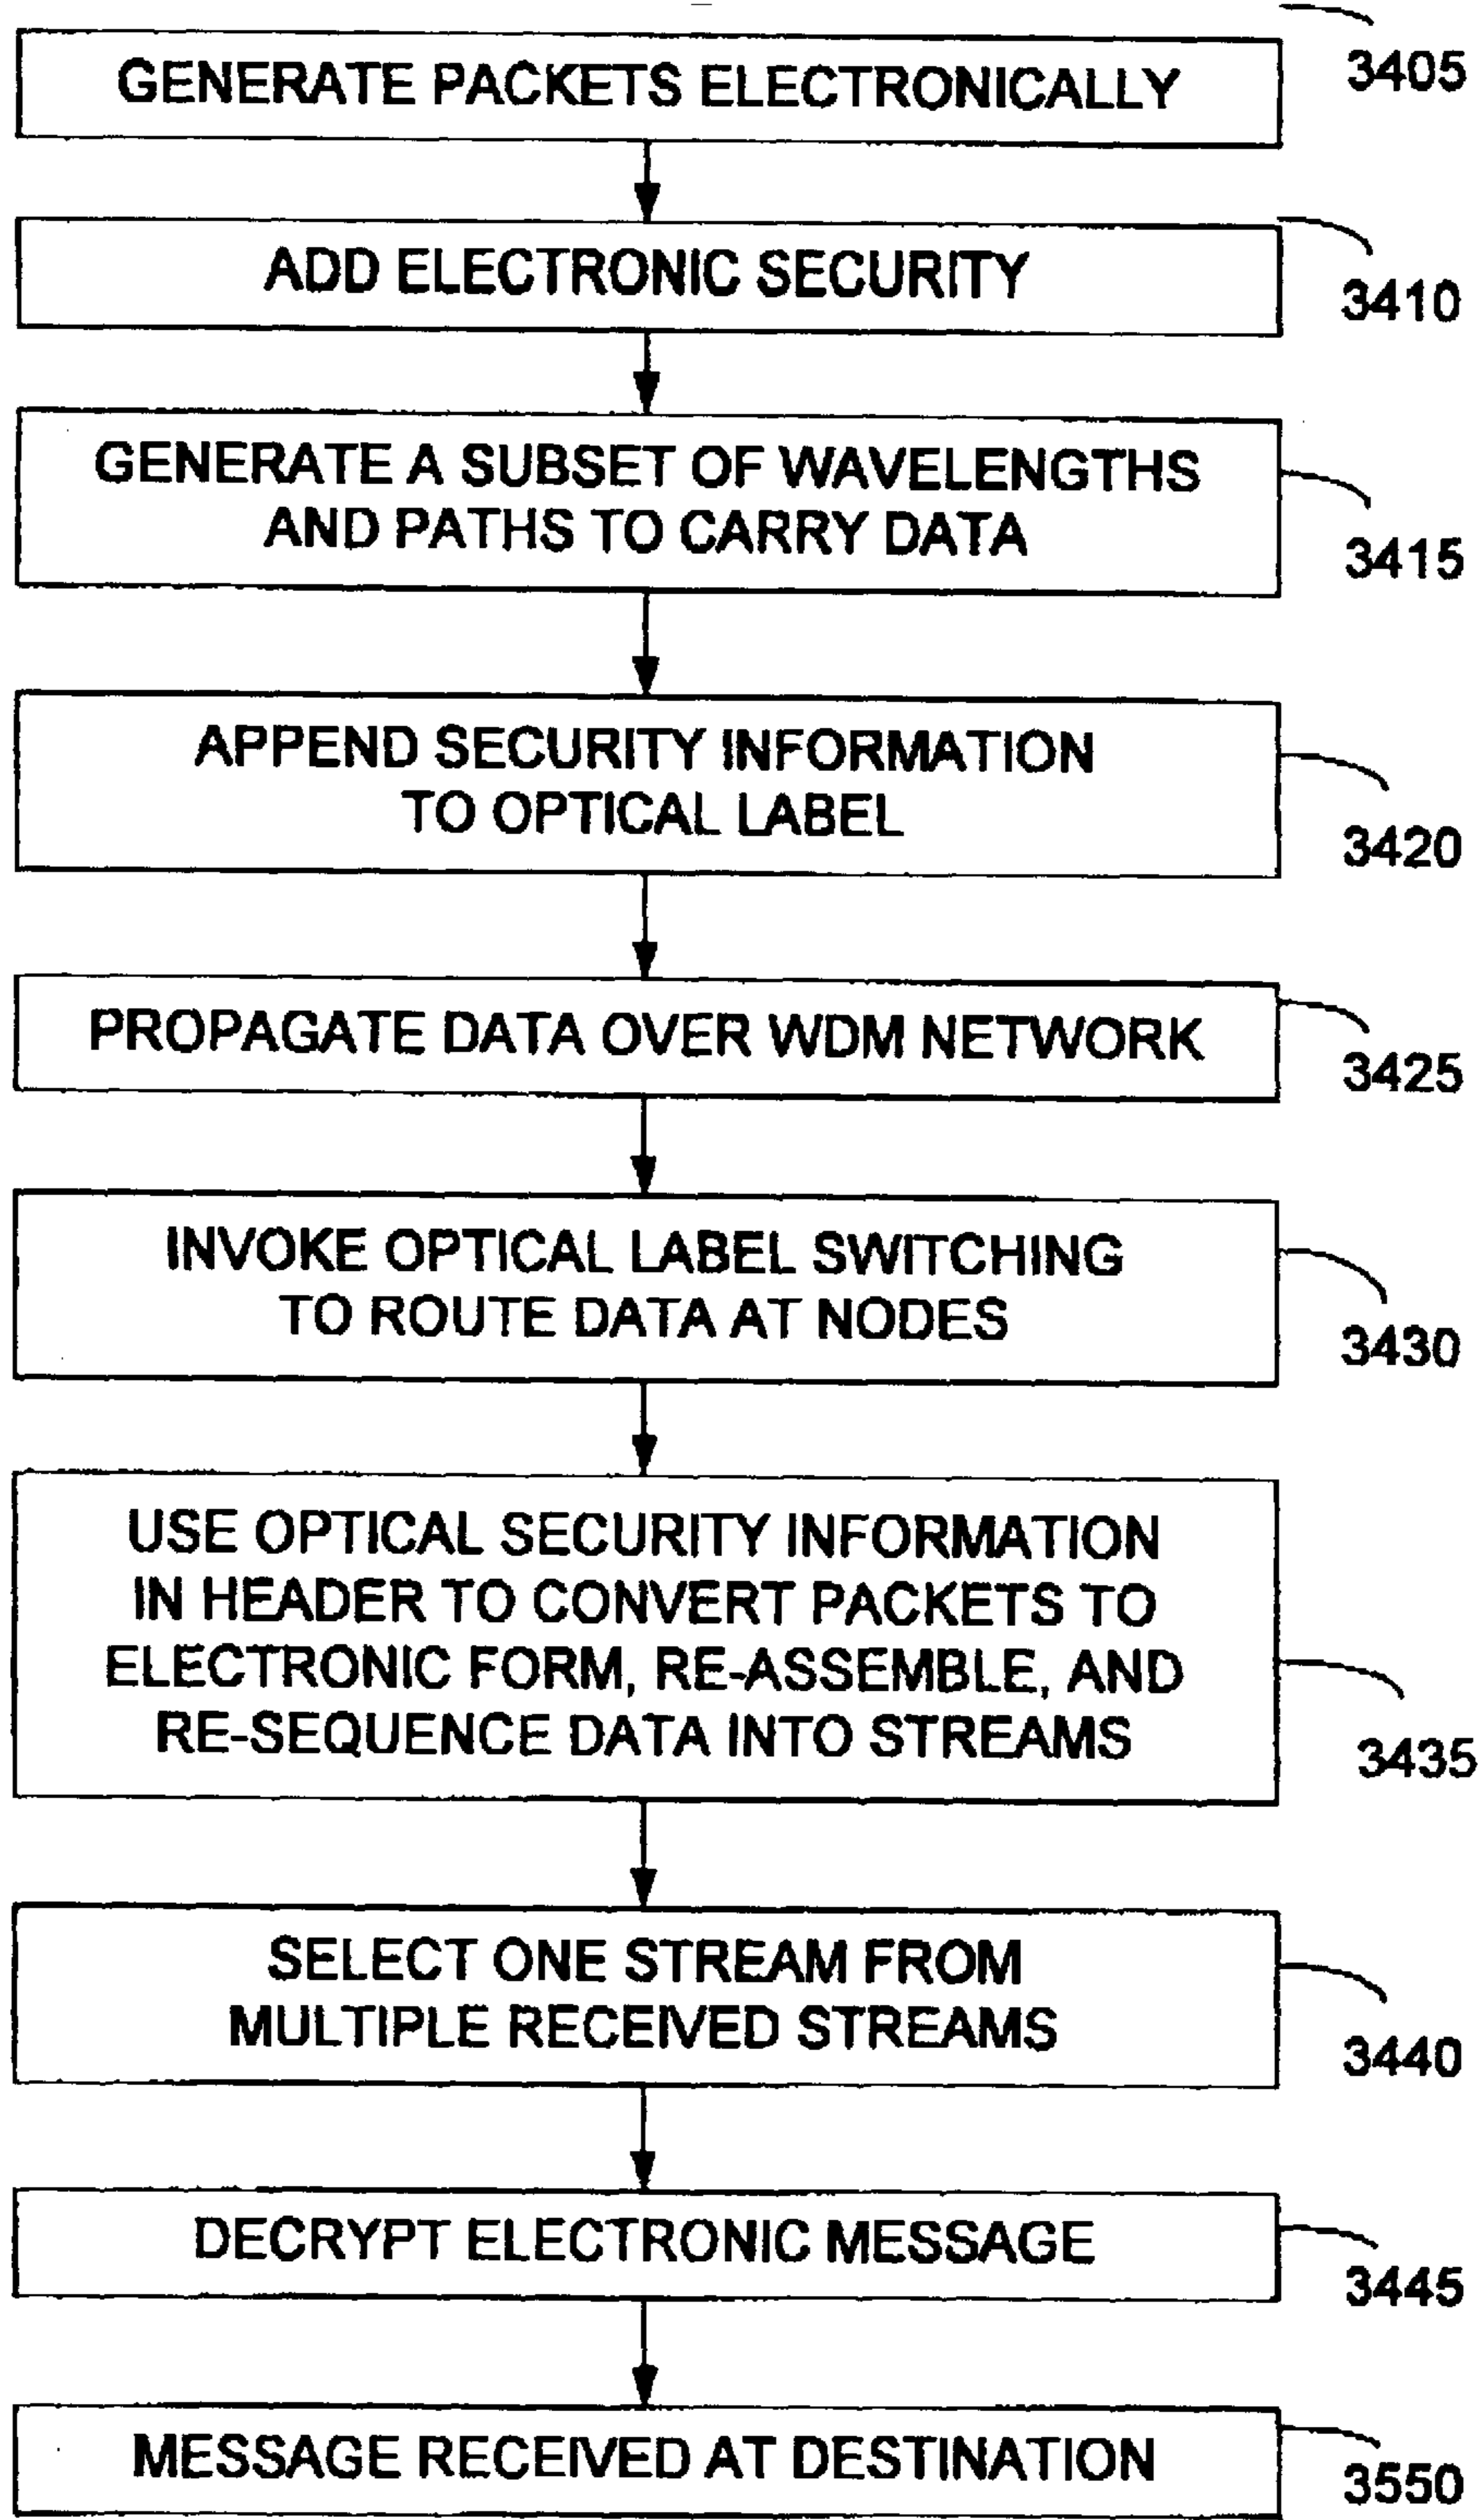 GENERATE PACKETS ELECTRONICALLY
3405
ADD ELECTRONIC SECURITY
3410
GENERATE A SUBSET OF WAVELENGTHS
AND PATHS TO CARRY DATA
3415
APPEND SECURITY INFORMATION
TO OPTICAL LABEL
3420
PROPAGATE DATA OVER WDM NETWORK
3425
INVOKE OPTICAL LABEL SWITCHING
TO ROUTE DATA AT NODES
3430
USE OPTICAL SECURITY INFORMATION
IN HEADER TO CONVERT PACKETS TO
ELECTRONIC FORM, RE-ASSEMBLE, AND
RE-SEQUENCE DATA INTO STREAMS
3435
SELECT ONE STREAM FROM
MULTIPLE RECEIVED STREAMS
3440
DECRYPT ELECTRONIC MESSAGE
3445
MESSAGE RECEIVED AT DESTINATION
3550